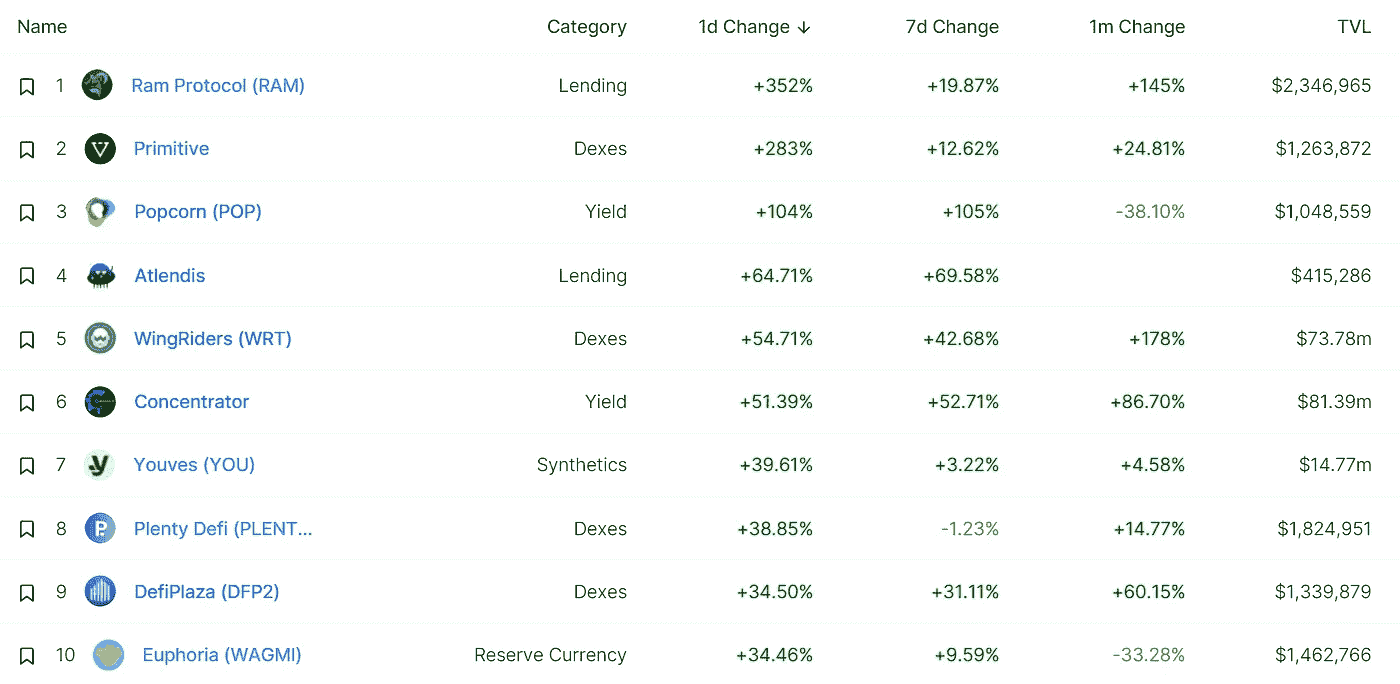 Name Category 1d Change ↓ 7d Change 1m Change TVL
1 Ram Protocol (RAM) Lending +352% +19.87% +145% $2,346,965
2 Primitive Dexes +283% +12.62% +24.81% $1,263,872
3 Popcorn (POP) Yield +104% +105% -38.10% $1,048,559
4 Atlendis Lending +64.71% +69.58% $415,286
5 WingRiders (WRT) Dexes +54.71% +42.68% +178% $73.78m
6 Concentrator Yield +51.39% +52.71% +86.70% $81.39m
7 Youves (YOU) Synthetics +39.61% +3.22% +4.58% $14.77m
8 Plenty Defi (PLENT... Dexes +38.85% -1.23% +14.77% $1,824,951
9 DefiPlaza (DFP2) Dexes +34.50% +31.11% +60.15% $1,339,879
10 Euphoria (WAGMI) Reserve Currency +34.46% +9.59% -33.28% $1,462,766